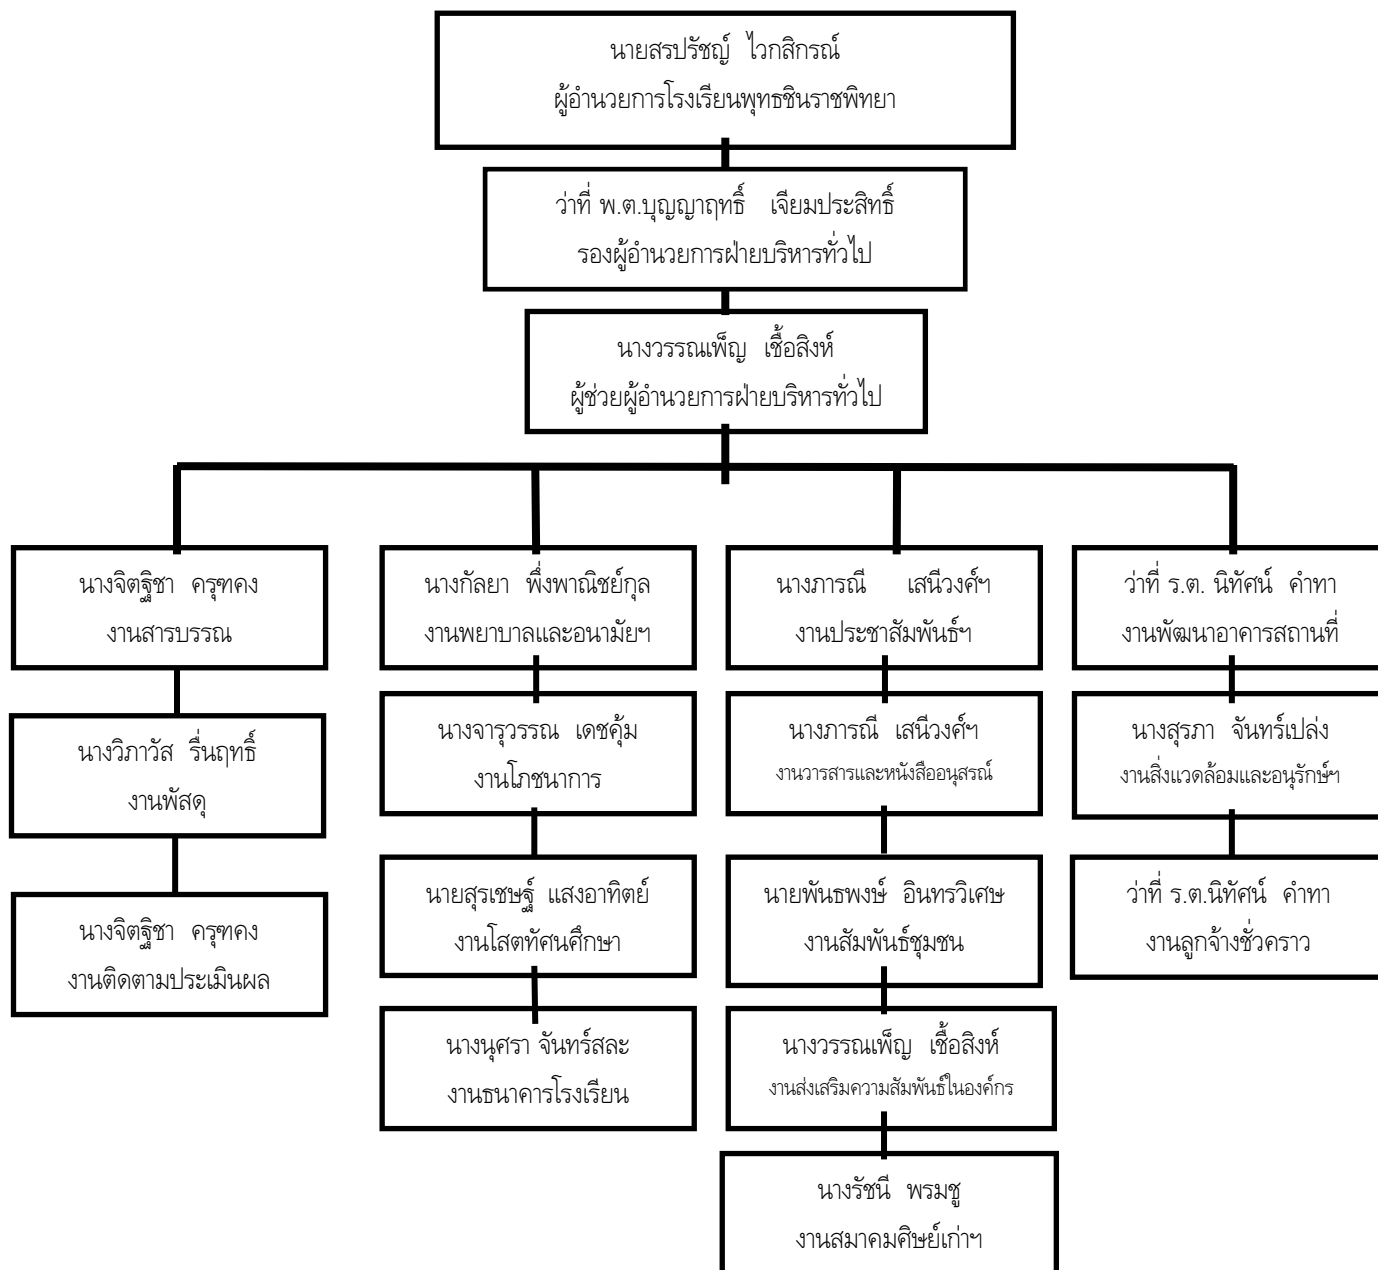 นายสรปรัชญ์ ไวกสิกรณ์
ผู้อำนวยการโรงเรียนพุทธชินราชพิทยา
ว่าที่ พ.ต.บุญญาฤทธิ์ เจียมประสิทธิ์
รองผู้อำนวยการฝ่ายบริหารทั่วไป
นางวรรณเพ็ญ เชื้อสิงห์
ผู้ช่วยผู้อำนวยการฝ่ายบริหารทั่วไป
นางจิตฐิชา ครุฑคง
งานสารบรรณ
นางวิภาวัส รื่นฤทธิ์
งานพัสดุ
นางจิตฐิชา ครุฑคง
งานติดตามประเมินผล
นางกัลยา พึ่งพาณิชย์กุล
งานพยาบาลและอนามัยฯ
นางจารุวรรณ เดชคุ้ม
งานโภชนาการ
นายสุรเชษฐ์ แสงอาทิตย์
งานโสตทัศนศึกษา
นางนุศรา จันทร์สละ
งานธนาคารโรงเรียน
นางภารณี เสนีวงศ์ฯ
งานประชาสัมพันธ์ฯ
นางภารณี เสนีวงศ์ฯ
งานวารสารและหนังสืออนุสรณ์
นายพันธพงษ์ อินทรวิเศษ
งานสัมพันธ์ชุมชน
นางวรรณเพ็ญ เชื้อสิงห์
งานส่งเสริมความสัมพันธ์ในองค์กร
นางรัชนี พรมชู
งานสมาคมศิษย์เก่าฯ
ว่าที่ ร.ต. นิทัศน์ คำทา
งานพัฒนาอาคารสถานที่
นางสุรภา จันทร์เปล่ง
งานสิ่งแวดล้อมและอนุรักษ์ฯ
ว่าที่ ร.ต.นิทัศน์ คำทา
งานลูกจ้างชั่วคราว